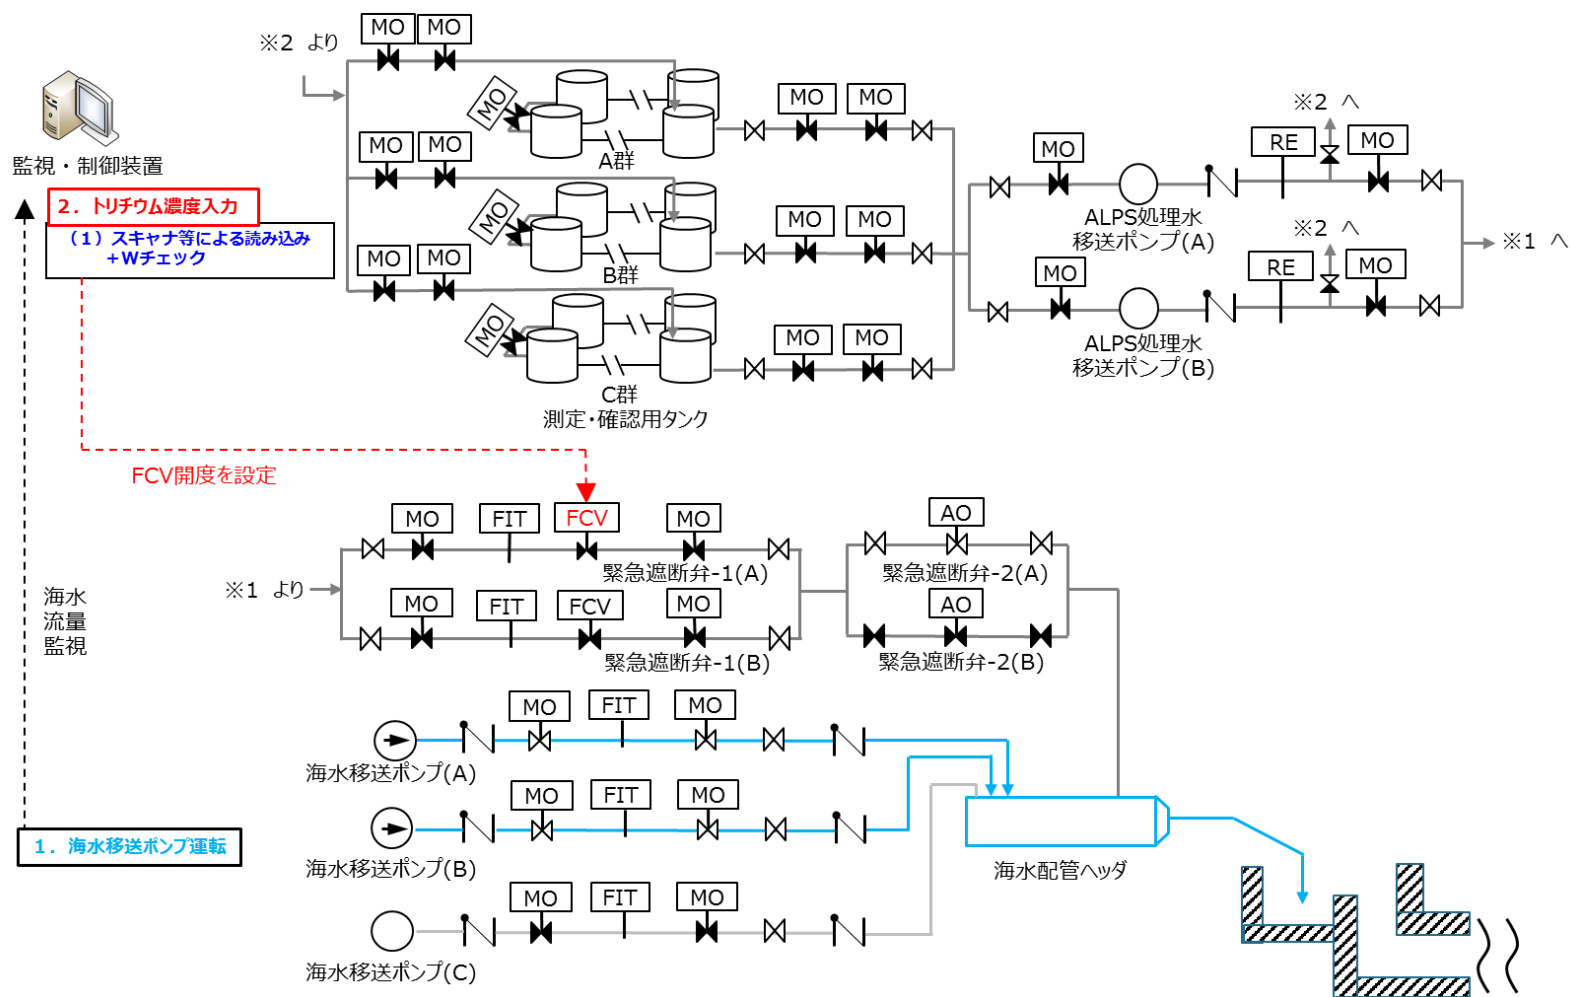 ※2 より
MO
MO
MO
MO
MO
MO
MO
MO
MO
A群
MO
MO
B群
MO
MO
C群
測定・確認用タンク
MO
MO
MO
MO
RE
※2 へ
MO
ALPS処理水
移送ポンプ(A)
MO
RE
※2 へ
MO
ALPS処理水
移送ポンプ(B)
※1 へ
監視・制御装置
2．トリチウム濃度入力
（1）スキャナ等による読み込み
＋Wチェック
FCV開度を設定
海水
流量
監視
※1 より
MO
FIT
FCV
MO
緊急遮断弁-1(A)
AO
緊急遮断弁-2(A)
MO
FIT
FCV
MO
緊急遮断弁-1(B)
AO
緊急遮断弁-2(B)
MO
FIT
MO
海水移送ポンプ(A)
MO
FIT
MO
海水移送ポンプ(B)
1．海水移送ポンプ運転
MO
FIT
MO
海水移送ポンプ(C)
海水配管ヘッダ